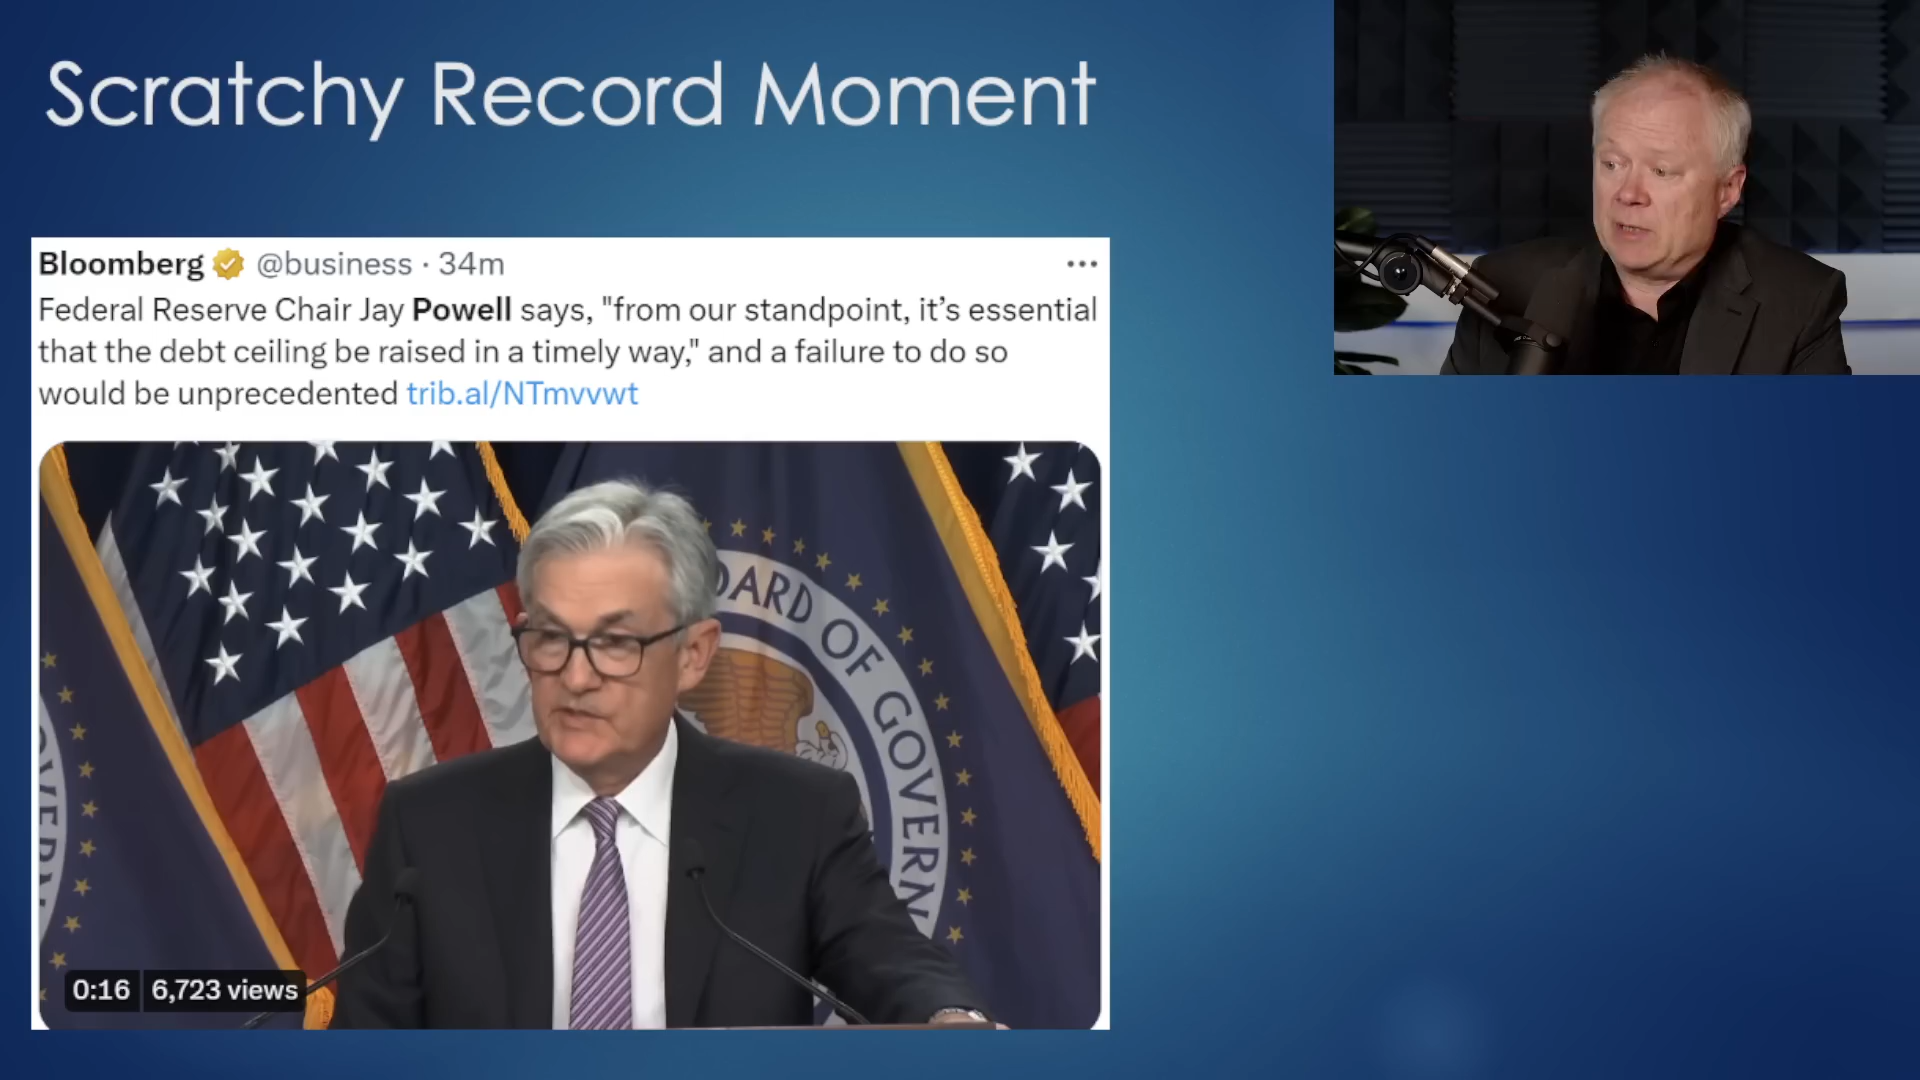 Scratchy Record Moment
Bloomberg @business · 34m
Federal Reserve Chair Jay Powell says, "from our standpoint, it’s essential
that the debt ceiling be raised in a timely way," and a failure to do so
would be unprecedented trib.al/NTmvvwt
OARD OF GOVERN
OVERN
0:16 6,723 views